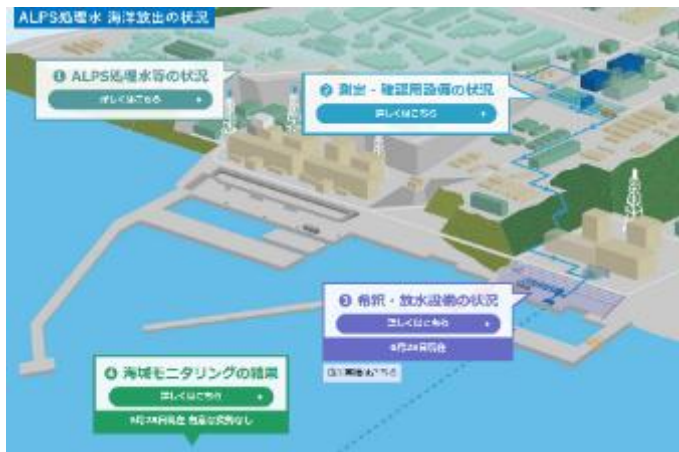 ALPS処理水 海洋放出の状況
❶ ALPS処理水等の状況
詳しくはこちら
❷ 測定・確認用設備の状況
詳しくはこちら
❸ 希釈・放水設備の状況
詳しくはこちら
❹ 海域モニタリングの結果
詳しくはこちら